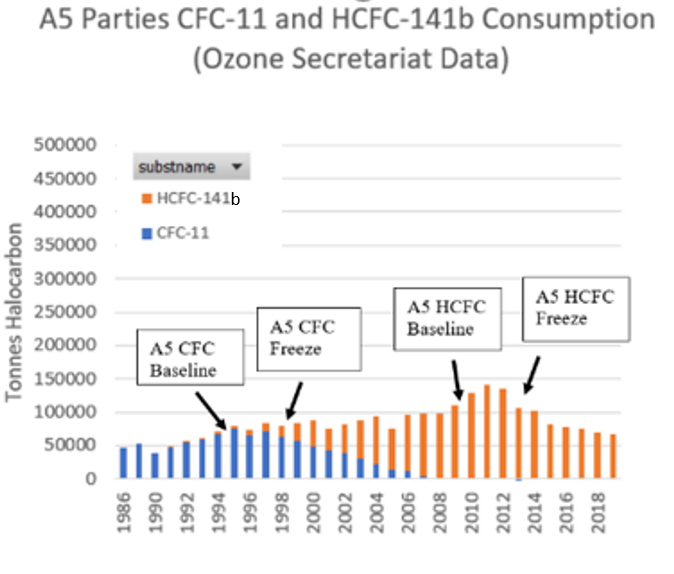 A5 Parties CFC-11 and HCFC-141b Consumption
(Ozone Secretariat Data)
500000
450000
400000
350000
300000
250000
200000
150000
100000
50000
0
Tonnes Halocarbon
substname
HCFC-141b
CFC-11
A5 CFC
Baseline
A5 CFC
Freeze
A5 HCFC
Baseline
A5 HCFC
Freeze
1986
1990
1992
1994
1996
1998
2000
2002
2004
2006
2008
2010
2012
2014
2016
2018